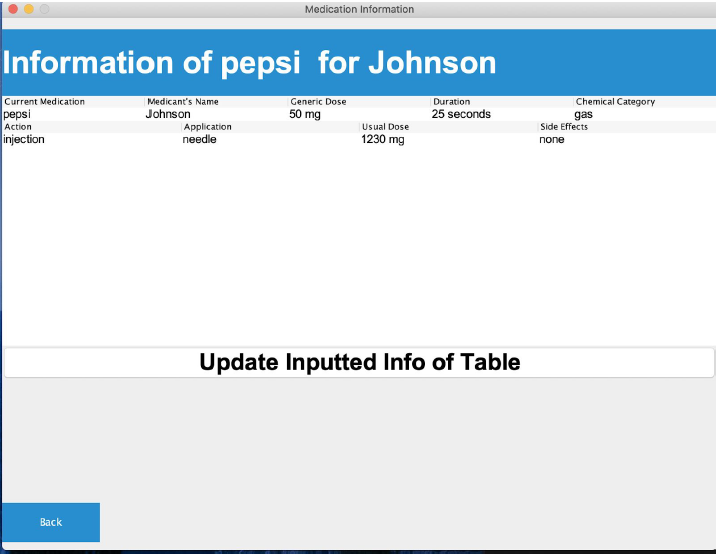 Medication Information
Information of pepsi  for Johnson
Current Medication Medicant's Name Generic Dose Duration Chemical Category
pepsi Johnson 50 mg 25 seconds gas
Action Application Usual Dose Side Effects
injection needle 1230 mg none
Update Inputted Info of Table
Back